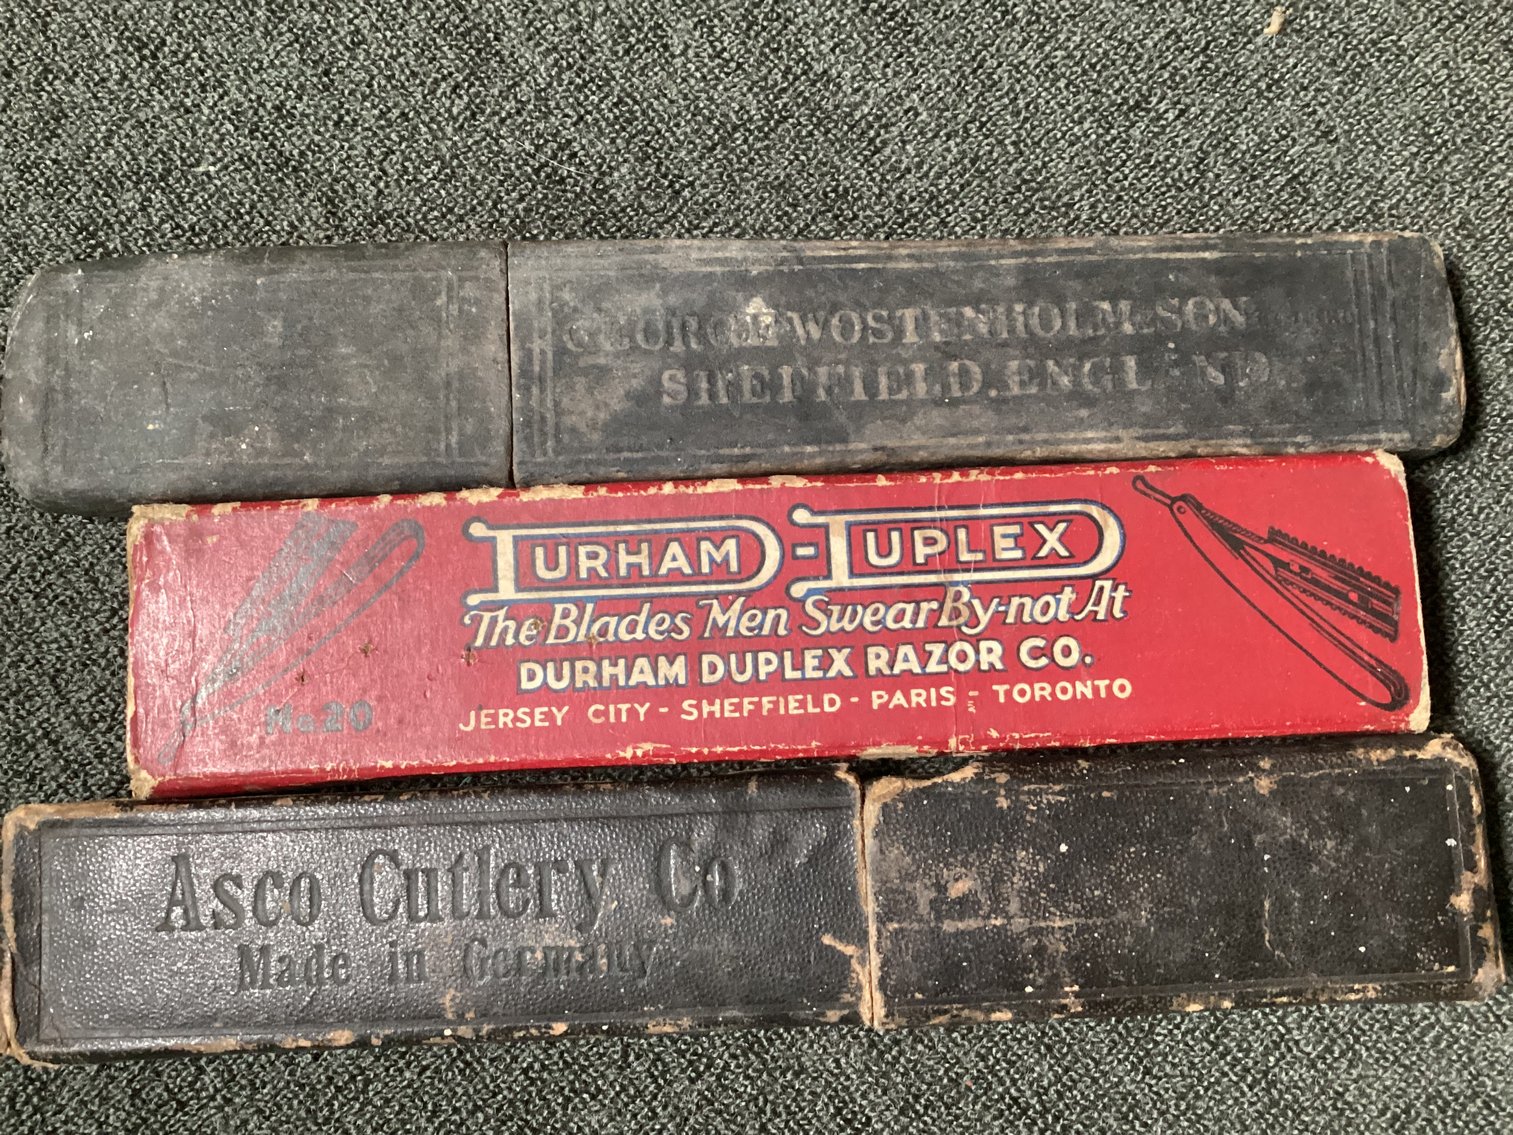 GEORGE WOSTENHOLM & SON
SHEFFIELD. ENGLAND
DURHAM-DUPLEX
The Blades Men Swear By-not At
DURHAM DUPLEX RAZOR CO.
JERSEY CITY - SHEFFIELD - PARIS - TORONTO
No 20
Asco Cutlery Co
Made in Germany